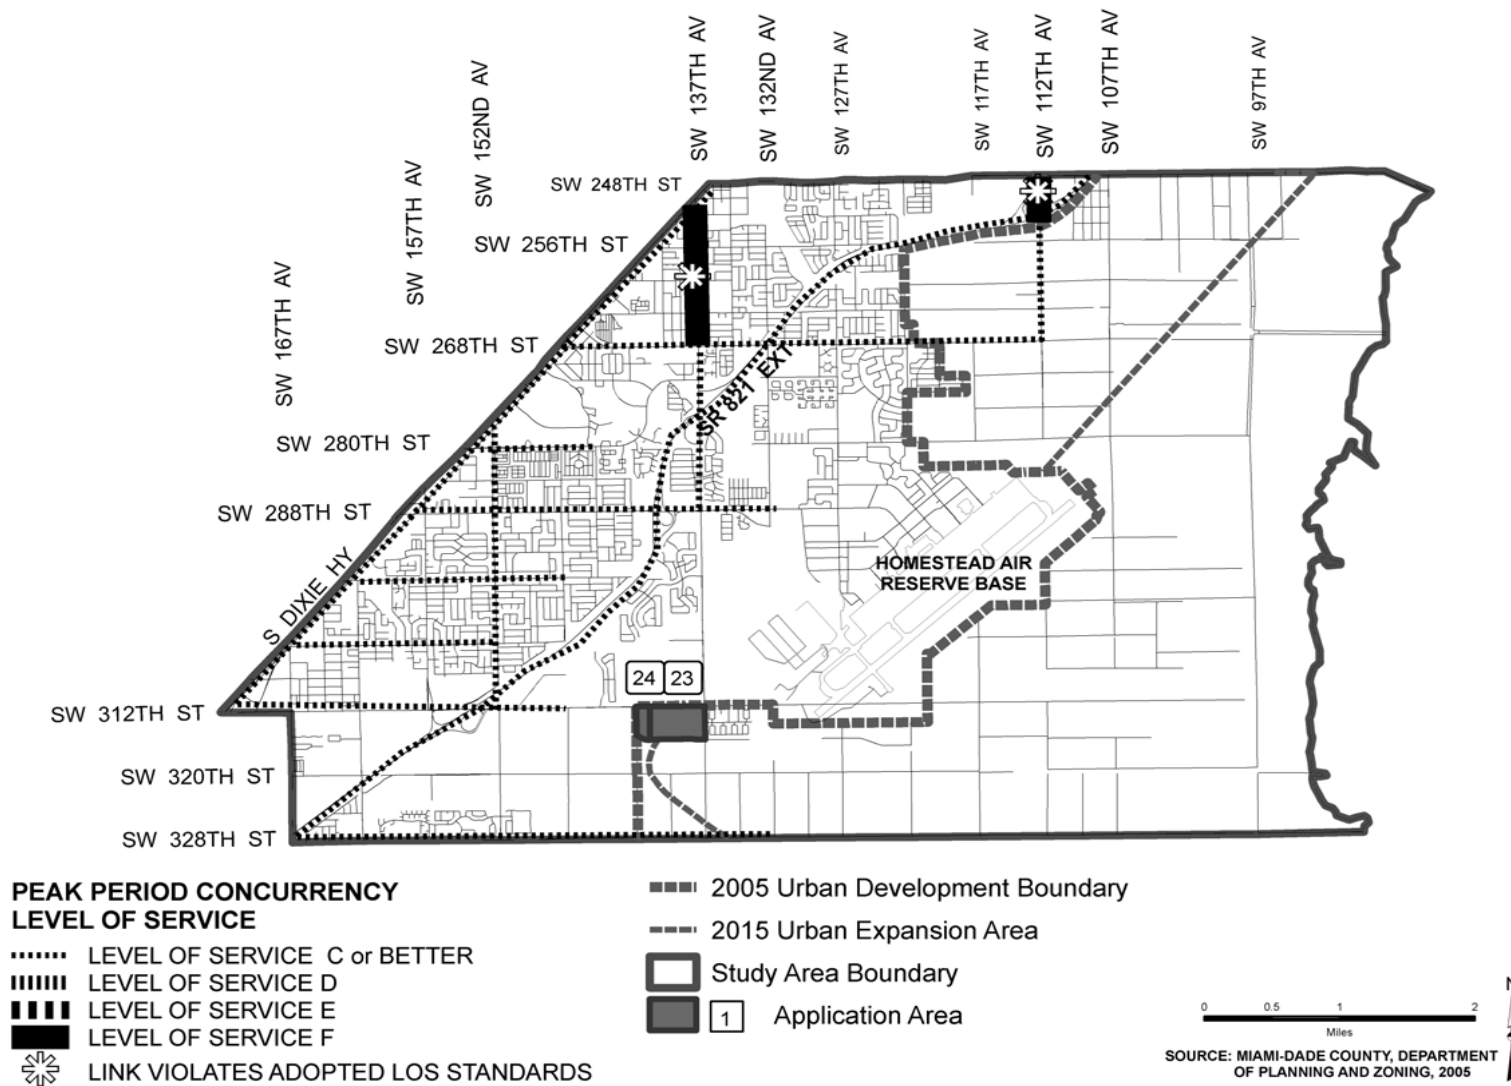 SW 167TH AV
SW 157TH AV
SW 152ND AV
SW 137TH AV
SW 132ND AV
SW 127TH AV
SW 117TH AV
SW 112TH AV
SW 107TH AV
SW 97TH AV
SW 248TH ST
SW 256TH ST
SW 268TH ST
SR 821 EXT
SW 280TH ST
SW 288TH ST
S DIXIE HY
HOMESTEAD AIR
RESERVE BASE
24 23
SW 312TH ST
SW 320TH ST
SW 328TH ST
PEAK PERIOD CONCURRENCY
LEVEL OF SERVICE
LEVEL OF SERVICE C or BETTER
LEVEL OF SERVICE D
LEVEL OF SERVICE E
LEVEL OF SERVICE F
LINK VIOLATES ADOPTED LOS STANDARDS
2005 Urban Development Boundary
2015 Urban Expansion Area
Study Area Boundary
1 Application Area
0 0.5 1 2
Miles
SOURCE: MIAMI-DADE COUNTY, DEPARTMENT
OF PLANNING AND ZONING, 2005